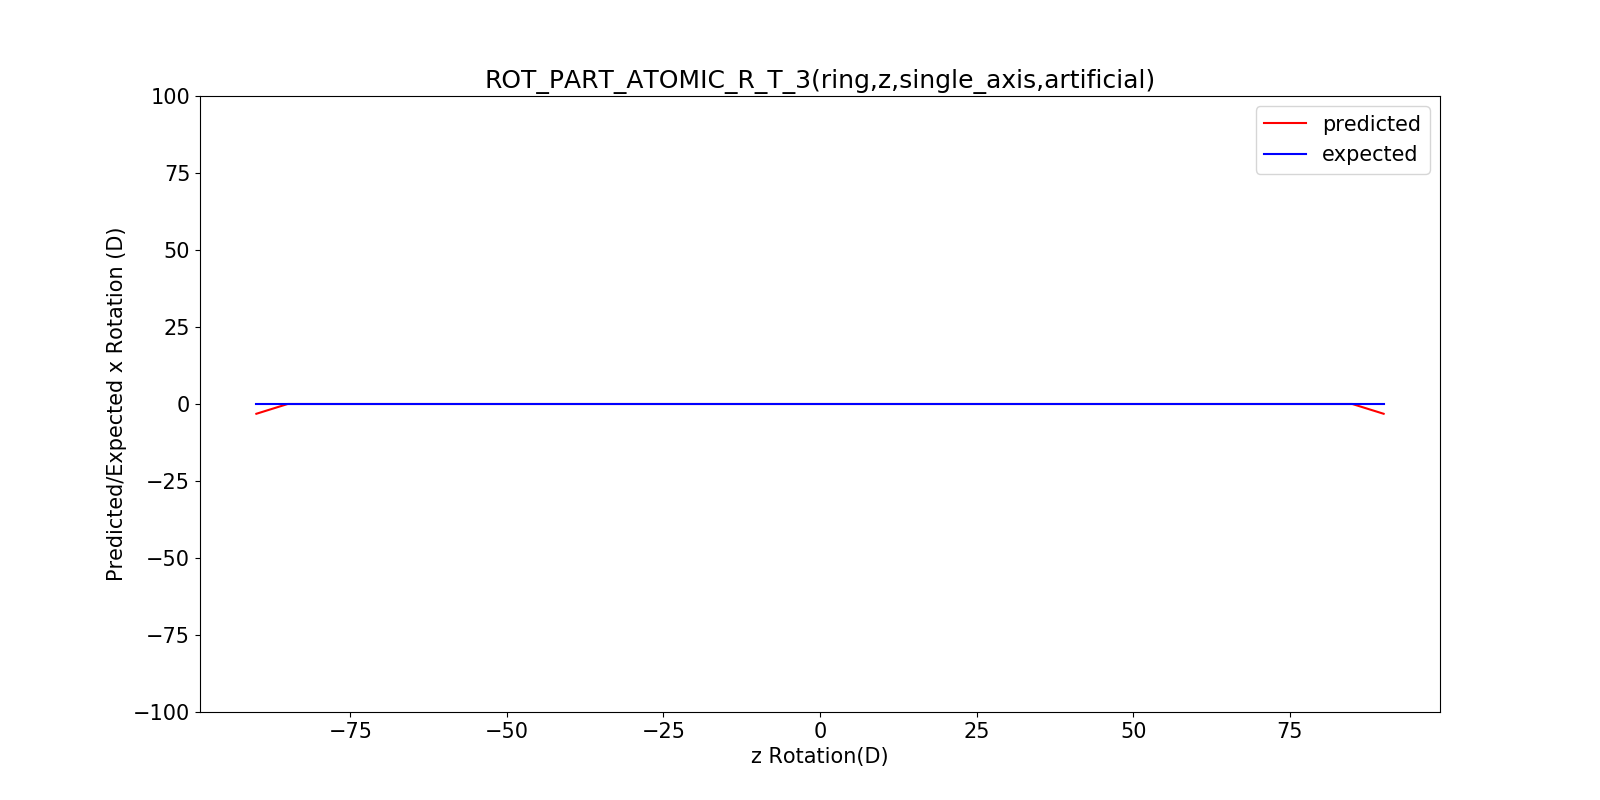 ROT_PART_ATOMIC_R_T_3(ring,z,single_axis,artificial)
predicted
expected
100
75
50
25
0
−25
−50
−75
−100
Predicted/Expected x Rotation (D)
−75 −50 −25 0 25 50 75
z Rotation(D)